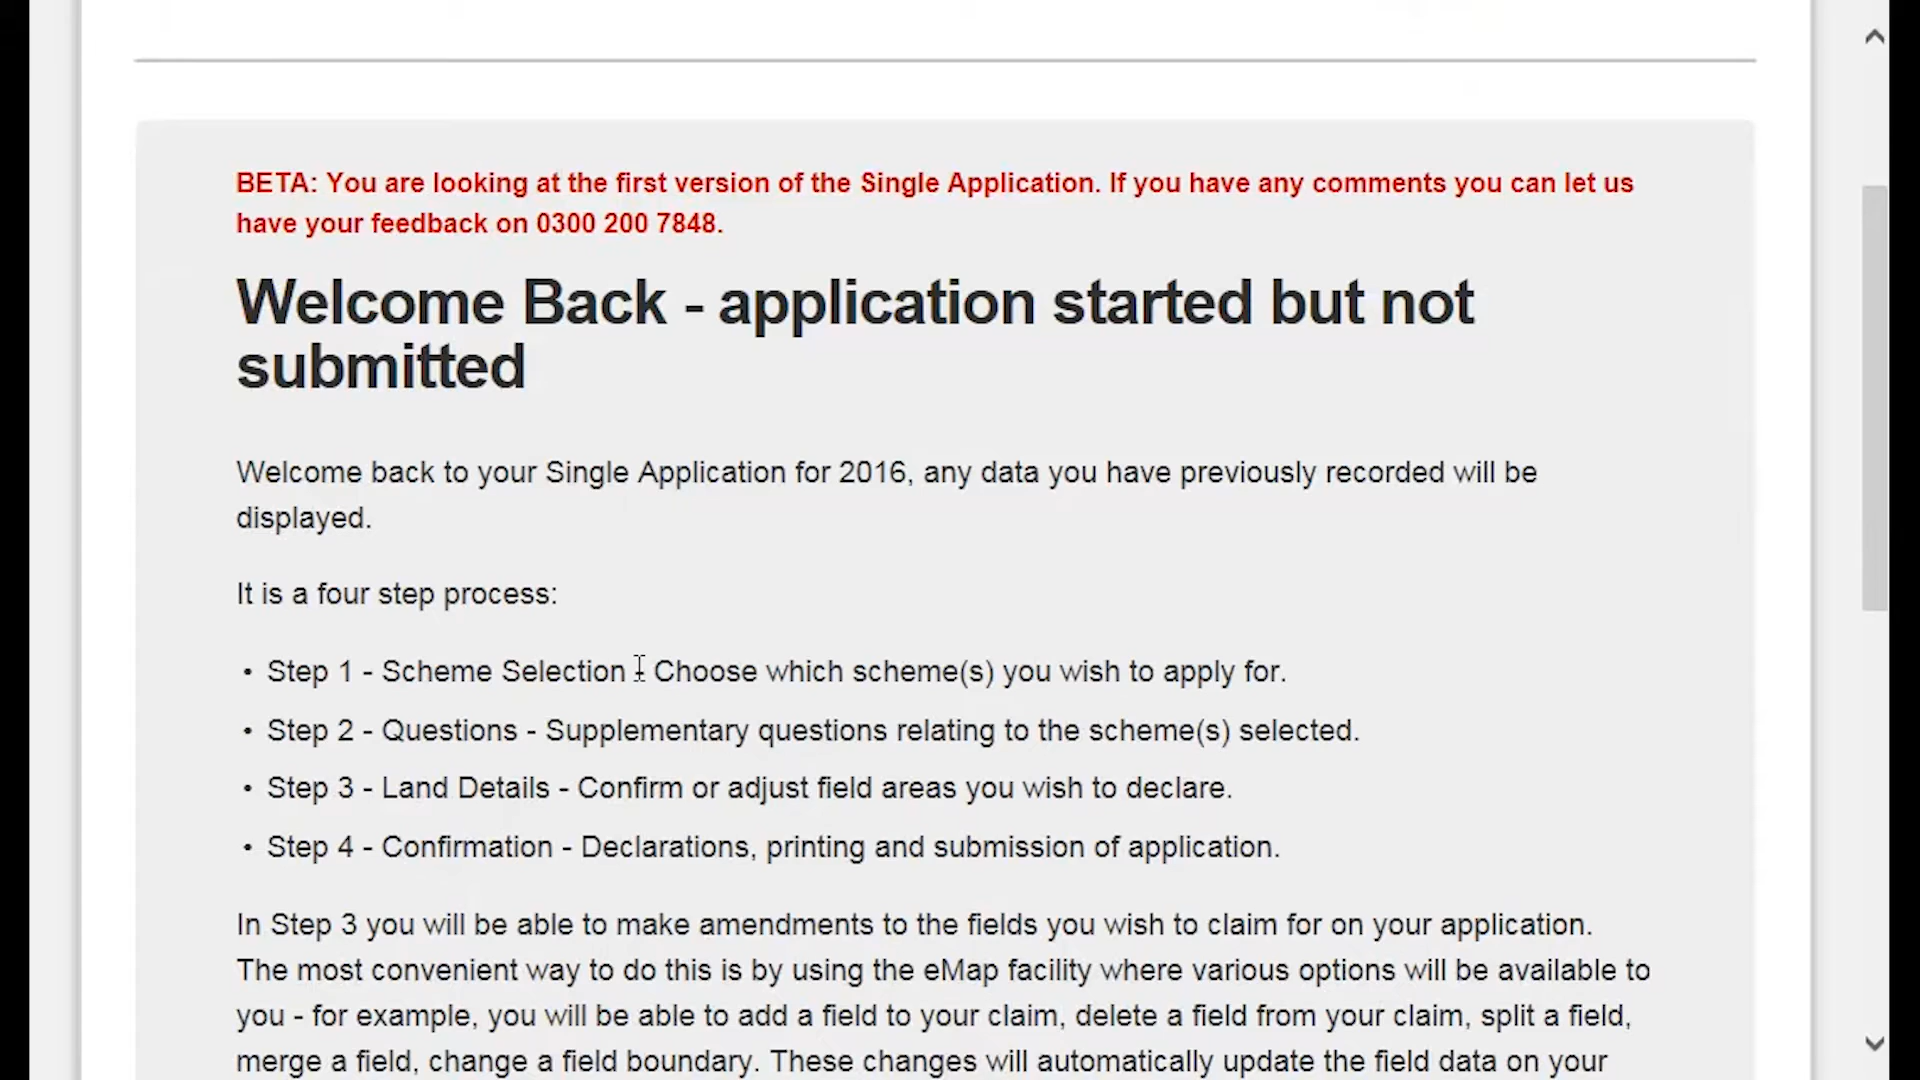 BETA: You are looking at the first version of the Single Application. If you have any comments you can let us
have your feedback on 0300 200 7848.
Welcome Back - application started but not
submitted
Welcome back to your Single Application for 2016, any data you have previously recorded will be
displayed.
It is a four step process:
• Step 1 - Scheme Selection - Choose which scheme(s) you wish to apply for.
• Step 2 - Questions - Supplementary questions relating to the scheme(s) selected.
• Step 3 - Land Details - Confirm or adjust field areas you wish to declare.
• Step 4 - Confirmation - Declarations, printing and submission of application.
In Step 3 you will be able to make amendments to the fields you wish to claim for on your application.
The most convenient way to do this is by using the eMap facility where various options will be available to
you - for example, you will be able to add a field to your claim, delete a field from your claim, split a field,
merge a field, change a field boundary. These changes will automatically update the field data on your